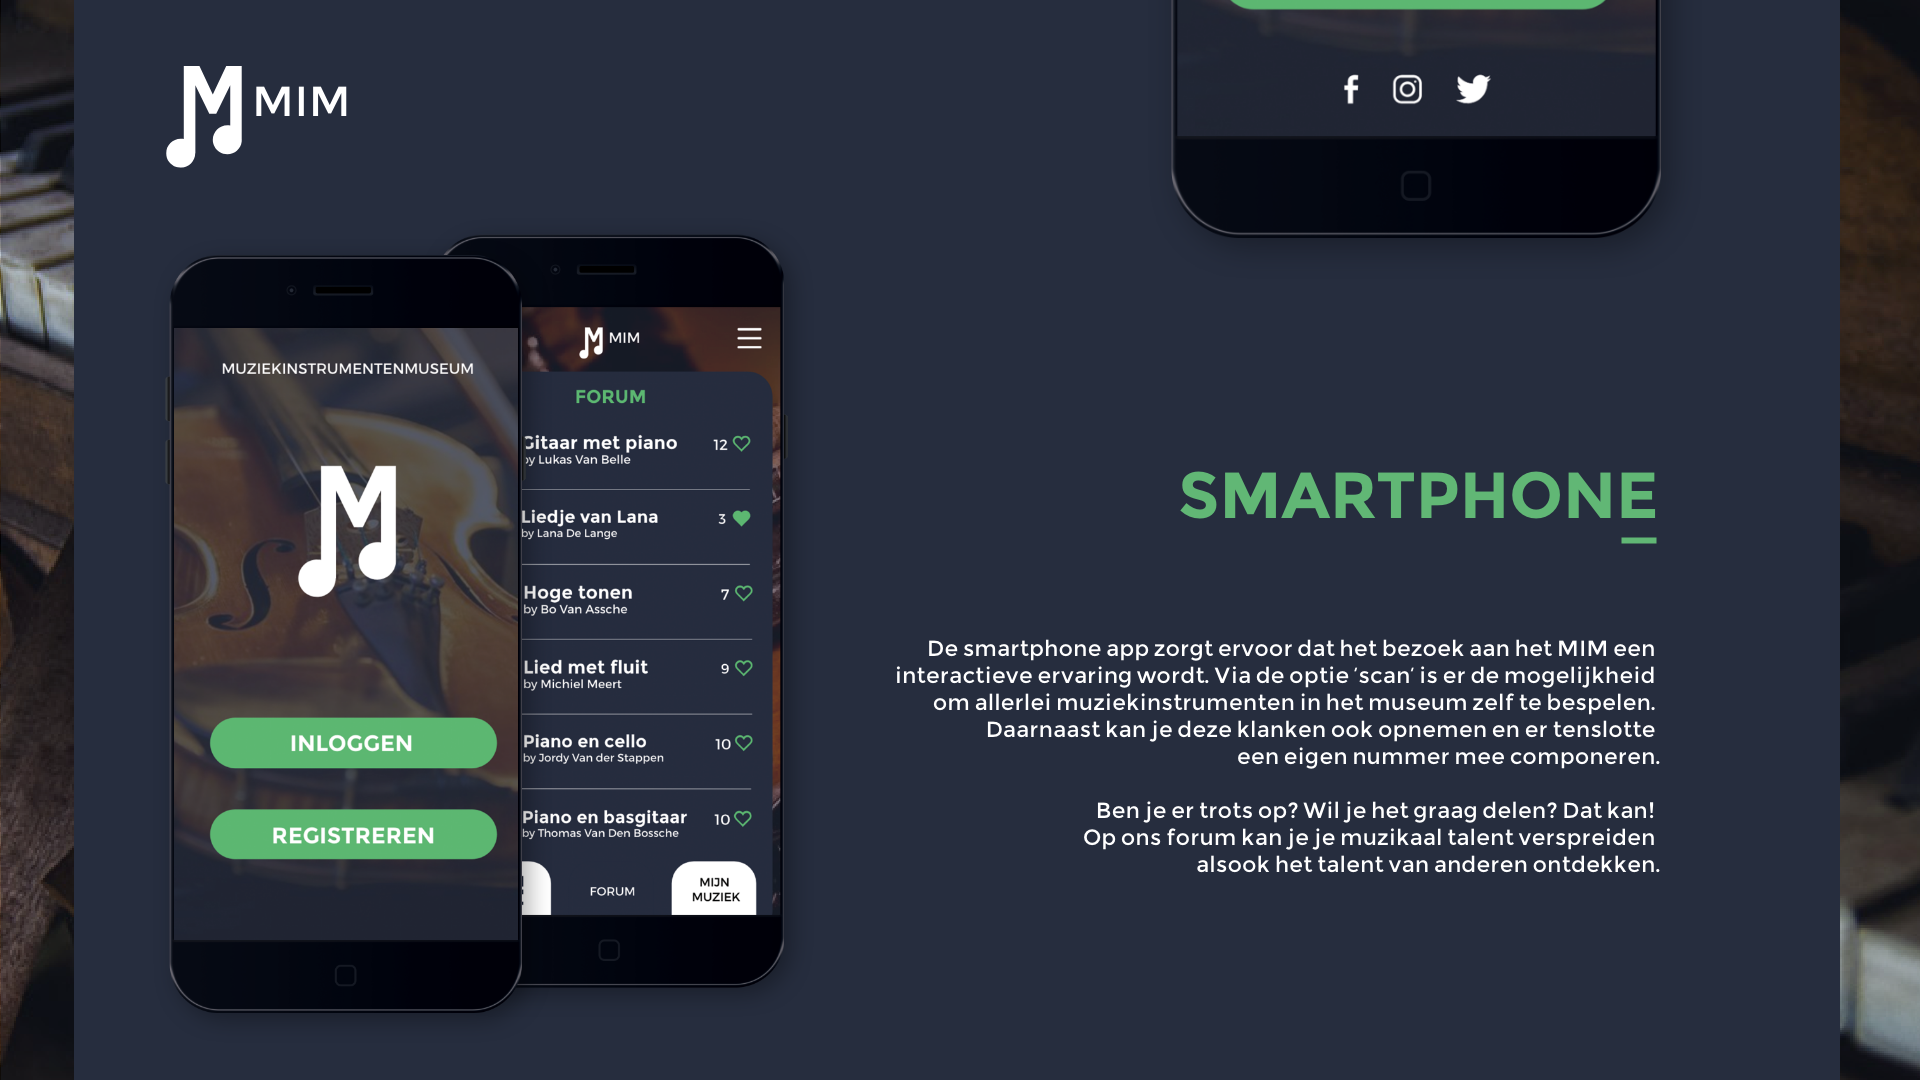 MIM
MUZIEKINSTRUMENTENMUSEUM
INLOGGEN
REGISTREREN
MIM
FORUM
Gitaar met piano 12
by Lukas Van Belle
Liedje van Lana 3
by Lana De Lange
Hoge tonen 7
by Bo Van Assche
Lied met fluit 9
by Michiel Meert
Piano en cello 10
by Jordy Van der Stappen
Piano en basgitaar 10
by Thomas Van Den Bossche
FORUM
MIJN
MUZIEK
SMARTPHONE
De smartphone app zorgt ervoor dat het bezoek aan het MIM een
interactieve ervaring wordt. Via de optie ‘scan’ is er de mogelijkheid
om allerlei muziekinstrumenten in het museum zelf te bespelen.
Daarnaast kan je deze klanken ook opnemen en er tenslotte
een eigen nummer mee componeren.
Ben je er trots op? Wil je het graag delen? Dat kan!
Op ons forum kan je je muzikaal talent verspreiden
alsook het talent van anderen ontdekken.